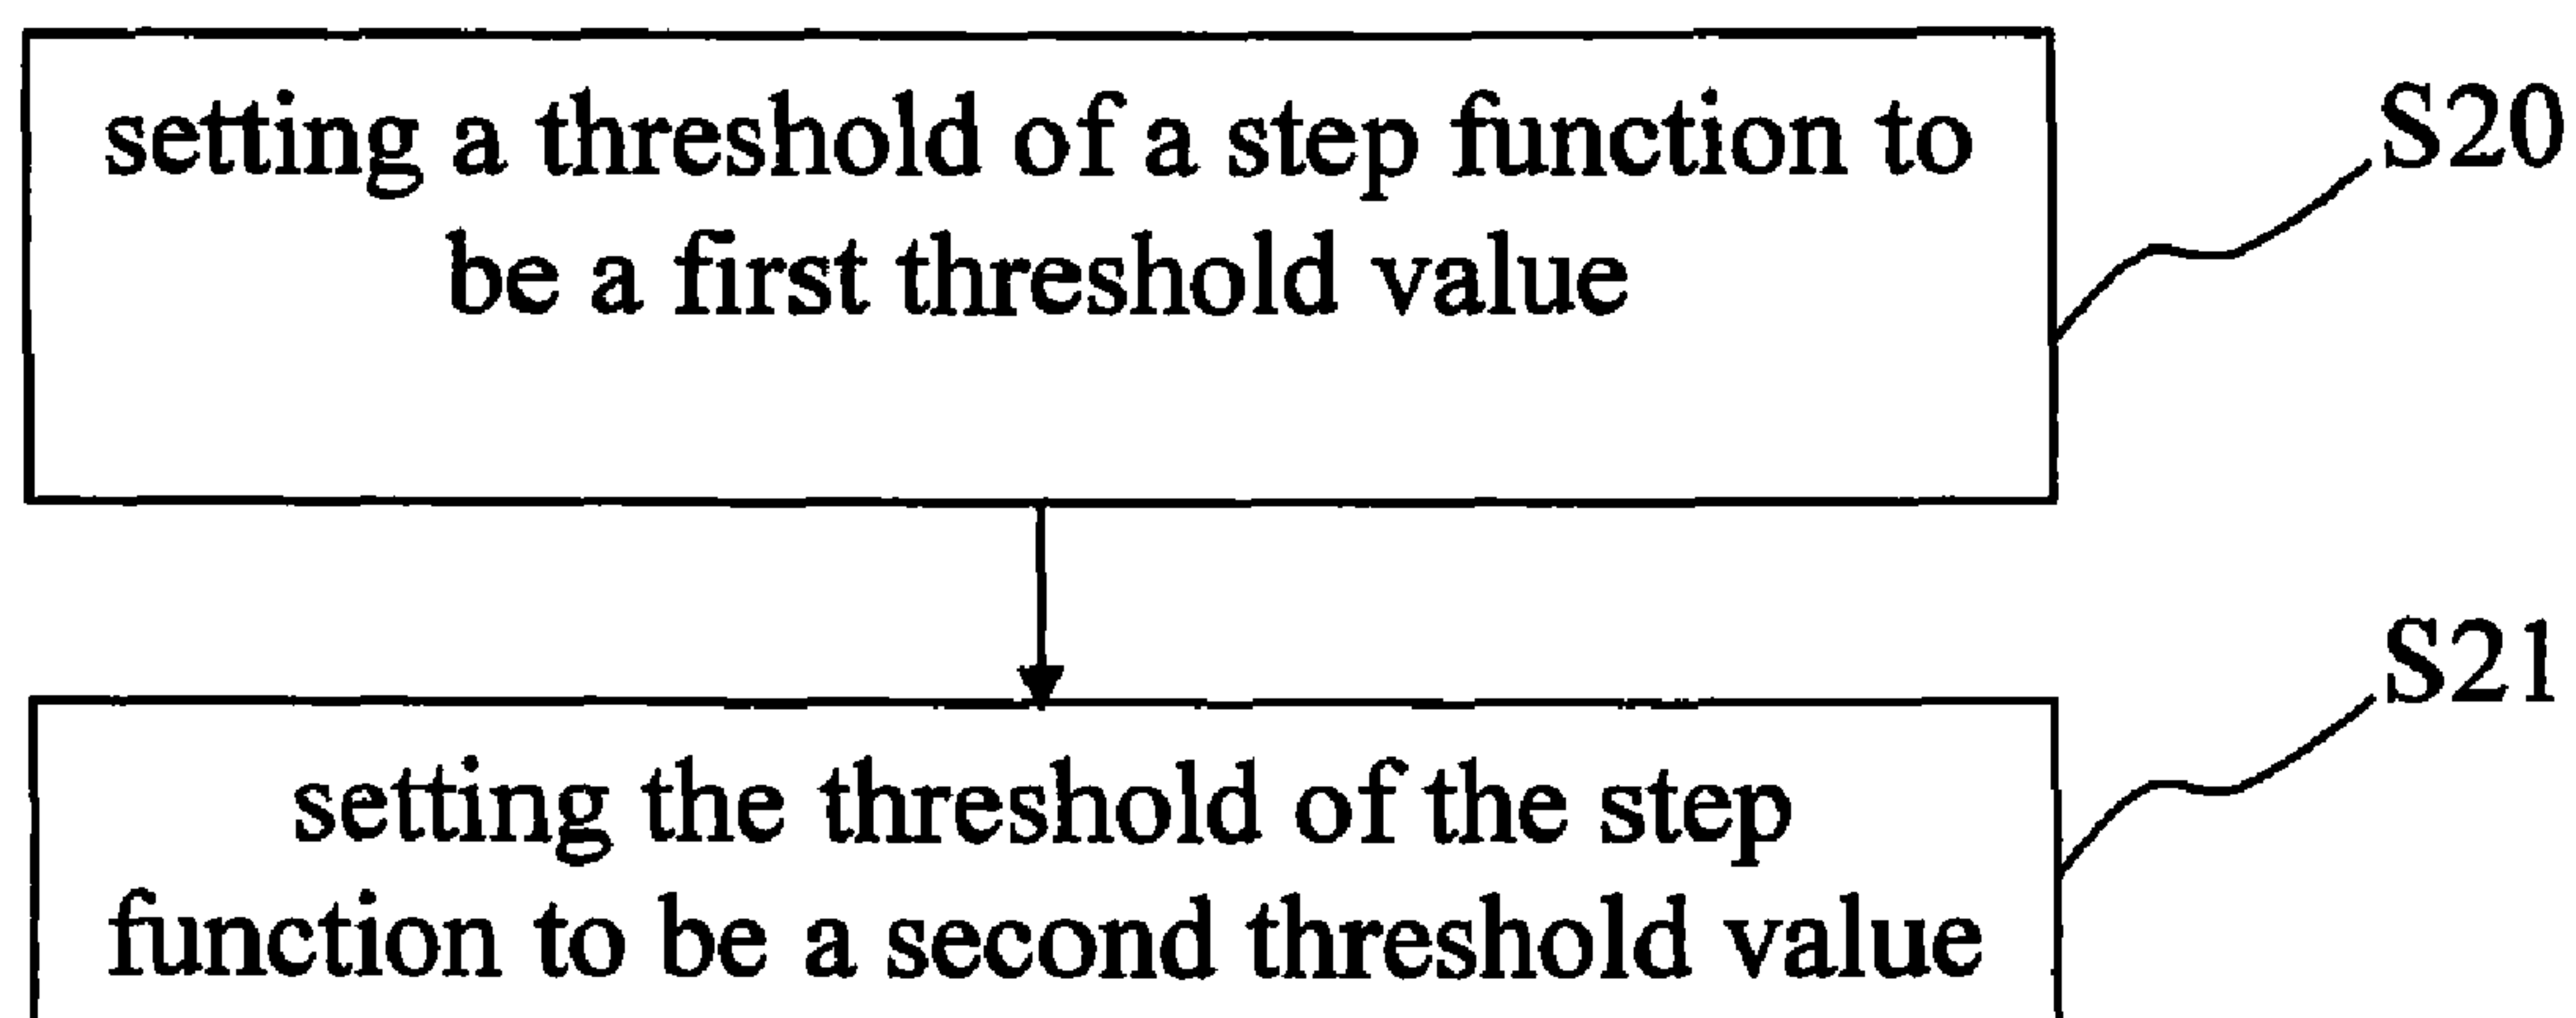 setting a threshold of a step function to
be a first threshold value
S20
setting the threshold of the step
function to be a second threshold value
S21